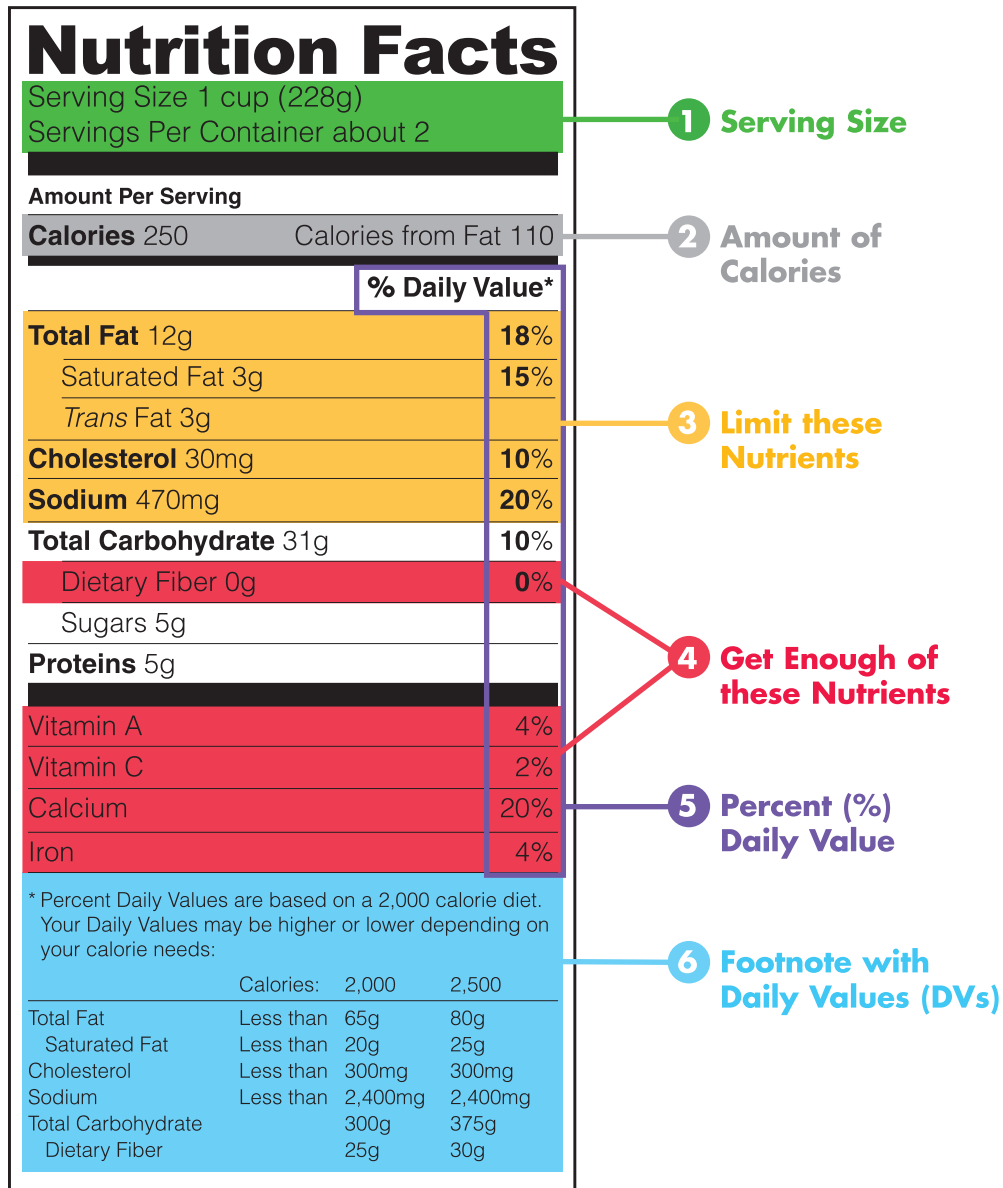 Nutrition Facts
Serving Size 1 cup (228g)
Servings Per Container about 2
Amount Per Serving
Calories 250 Calories from Fat 110
% Daily Value*
Total Fat 12g 18%
Saturated Fat 3g 15%
Trans Fat 3g
Cholesterol 30mg 10%
Sodium 470mg 20%
Total Carbohydrate 31g 10%
Dietary Fiber 0g 0%
Sugars 5g
Proteins 5g
Vitamin A 4%
Vitamin C 2%
Calcium 20%
Iron 4%
* Percent Daily Values are based on a 2,000 calorie diet.
Your Daily Values may be higher or lower depending on
your calorie needs:
Calories: 2,000 2,500
Total Fat Less than 65g 80g
Saturated Fat Less than 20g 25g
Cholesterol Less than 300mg 300mg
Sodium Less than 2,400mg 2,400mg
Total Carbohydrate 300g 375g
Dietary Fiber 25g 30g
1 Serving Size
2 Amount of
Calories
3 Limit these
Nutrients
4 Get Enough of
these Nutrients
5 Percent (%)
Daily Value
6 Footnote with
Daily Values (DVs)